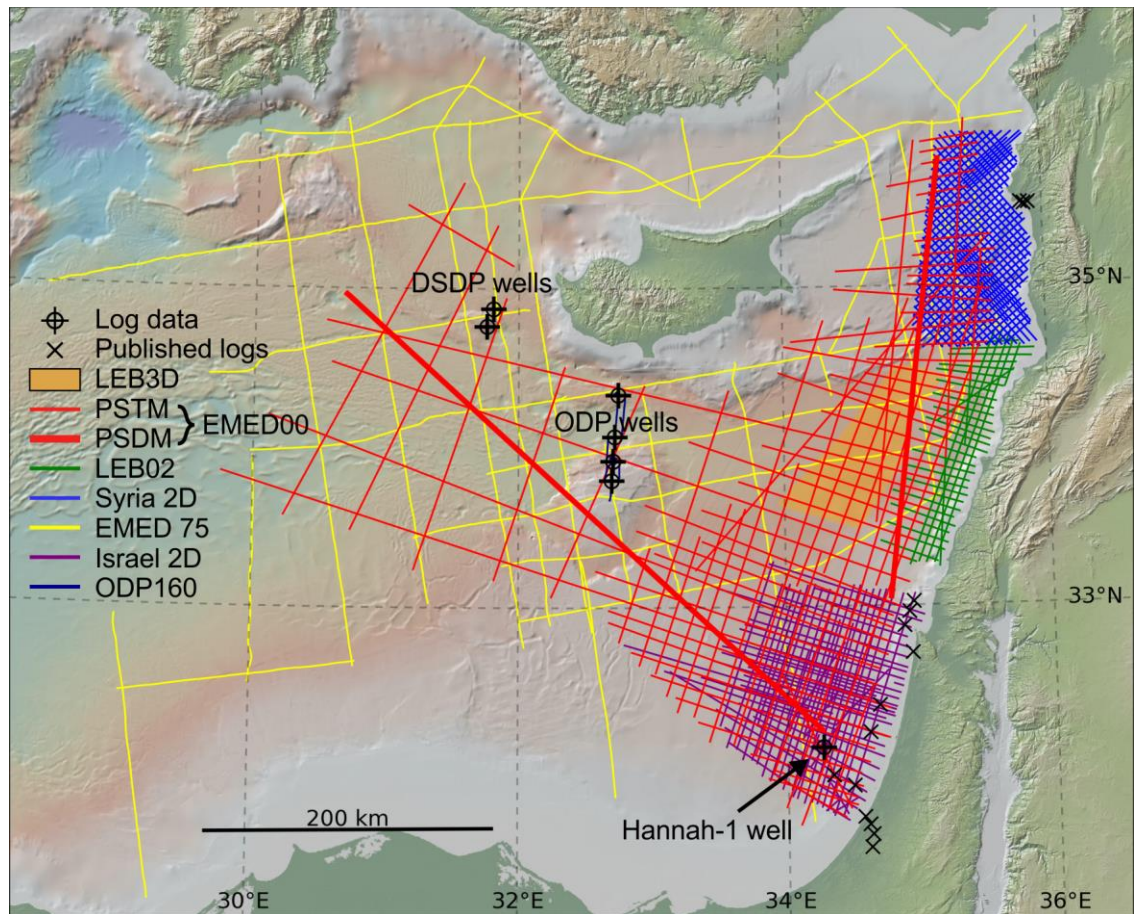 35°N
DSDP wells
Log data
Published logs
LEB3D
PSTM
PSDM
EMED00
LEB02
Syria 2D
EMED 75
Israel 2D
ODP160
ODP wells
33°N
Hannah-1 well
200 km
30°E
32°E
34°E
36°E